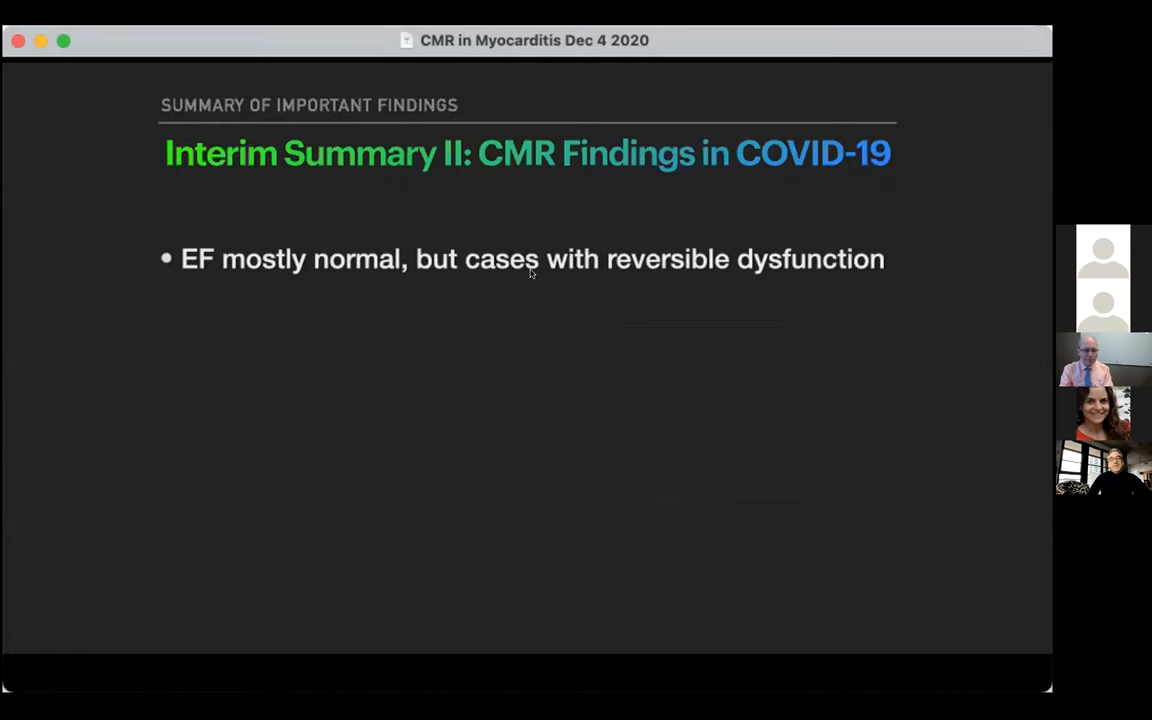 CMR in Myocarditis Dec 4 2020
SUMMARY OF IMPORTANT FINDINGS
Interim Summary II: CMR Findings in COVID-19
• EF mostly normal, but cases with reversible dysfunction